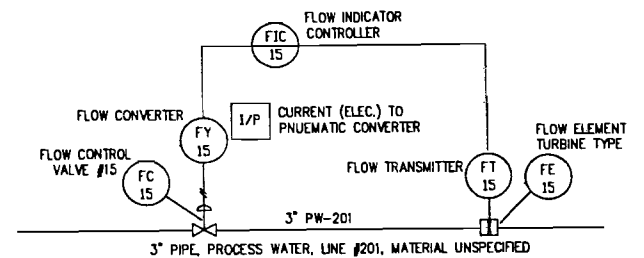 FLOW INDICATOR
CONTROLLER
FIC
15
FLOW CONVERTER
I/P
CURRENT (ELEC.) TO
PNUEMATIC CONVERTER
FY
15
FLOW ELEMENT
TURBINE TYPE
FLOW CONTROL
VALVE #15
FC
15
FLOW TRANSMITTER
FT
15
FE
15
3" PW-201
3" PIPE, PROCESS WATER, LINE #201, MATERIAL UNSPECIFIED